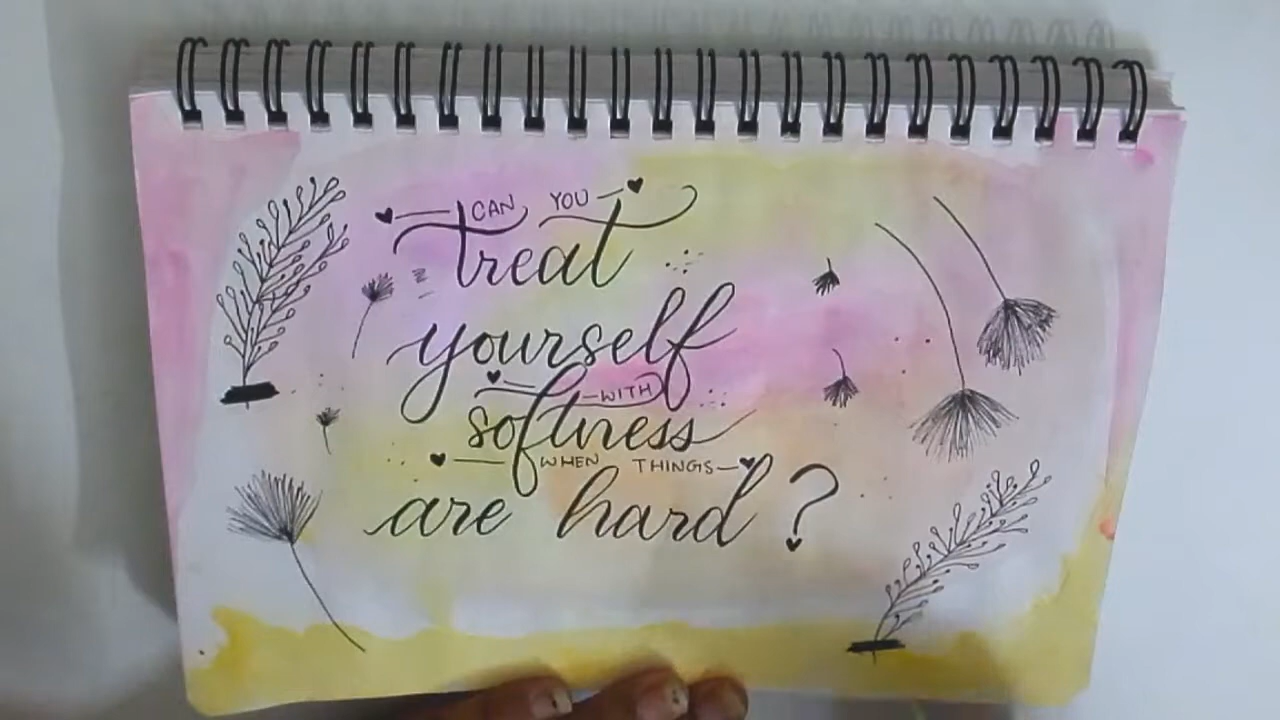 CAN YOU
treat
yourself
WITH
softness
WHEN THINGS
are hard?